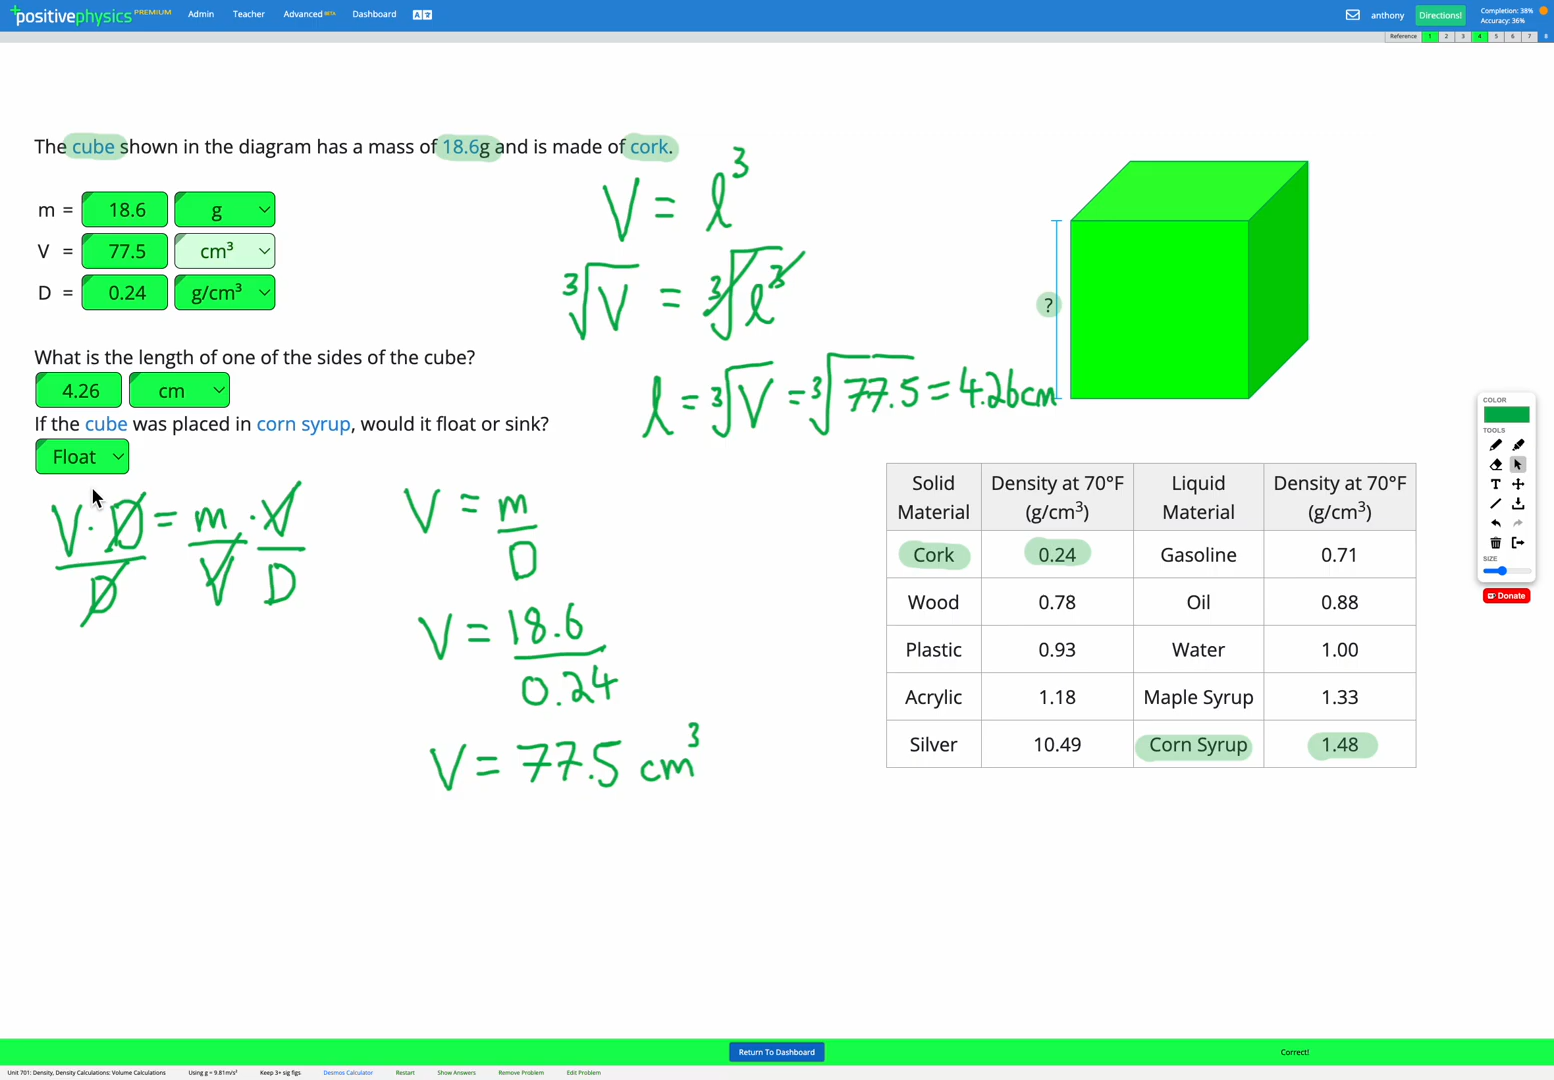 +positivephysics PREMIUM Admin Teacher Advanced BETA Dashboard A anthony Directions! Completion: 38%
Accuracy: 36%
Reference 1 2 3 4 5 6 7 8
The cube shown in the diagram has a mass of 18.6g and is made of cork.
m = 18.6 g
V = 77.5 cm³
D = 0.24 g/cm³
What is the length of one of the sides of the cube?
4.26 cm
If the cube was placed in corn syrup, would it float or sink?
Float
V = l³
∛V = ∛l³
l = ∛V = ∛77.5 = 4.26cm
?
V · D / D = m / V · V / D
V = m / D
V = 18.6 / 0.24
V = 77.5 cm³
Solid Material Density at 70°F (g/cm³) Liquid Material Density at 70°F (g/cm³)
Cork 0.24 Gasoline 0.71
Wood 0.78 Oil 0.88
Plastic 0.93 Water 1.00
Acrylic 1.18 Maple Syrup 1.33
Silver 10.49 Corn Syrup 1.48
COLOR
TOOLS
T
SIZE
Donate
Return To Dashboard Correct!
Unit 701: Density, Density Calculations: Volume Calculations Using g = 9.81m/s² Keep 3+ sig figs Desmos Calculator Restart Show Answers Remove Problem Edit Problem